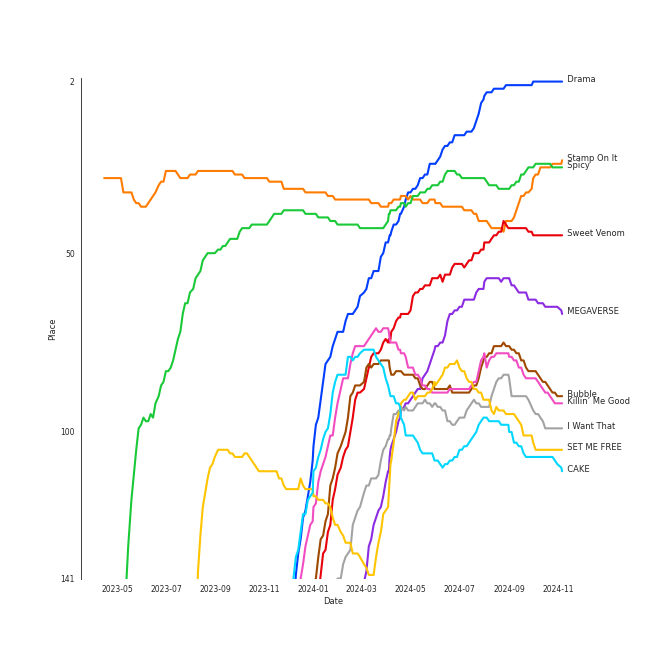 2
50
100
141
Place
2023-05
2023-07
2023-09
2023-11
2024-01
2024-03
2024-05
2024-07
2024-09
2024-11
Date
Drama
Stamp On It
Spicy
Sweet Venom
MEGAVERSE
Bubble
Killin' Me Good
I Want That
SET ME FREE
CAKE